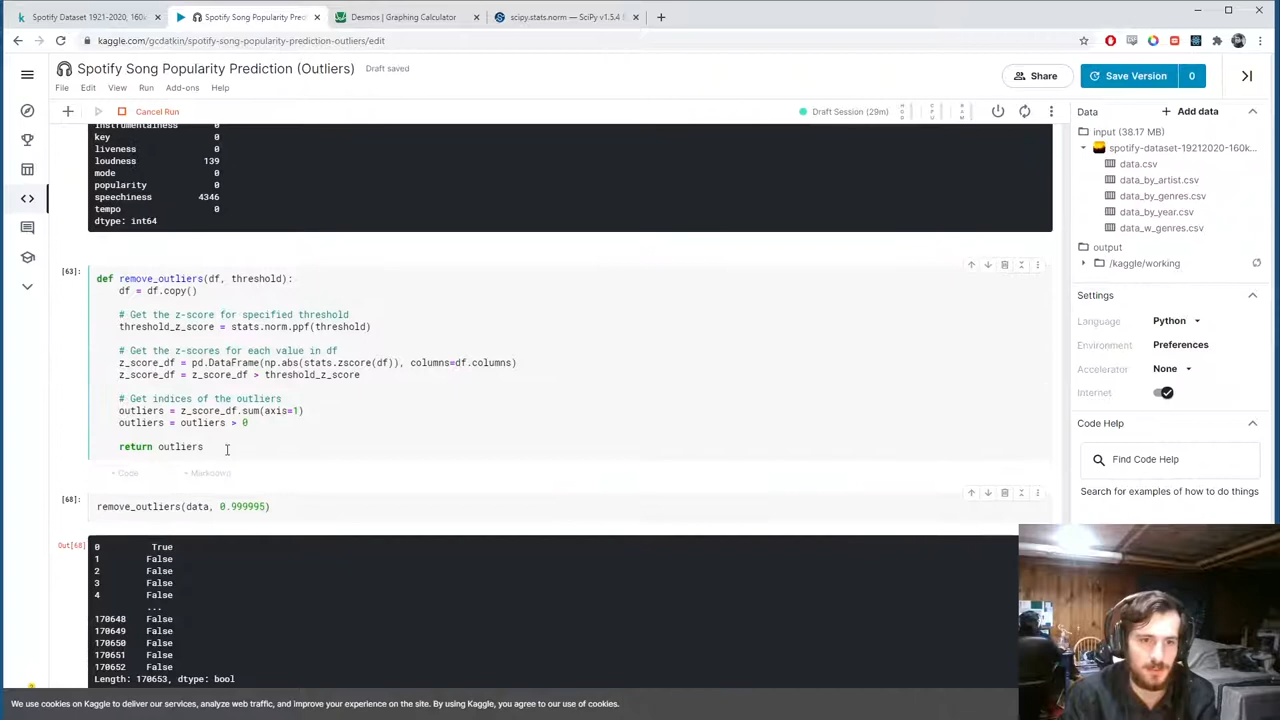 Spotify Dataset 1921-2020, 160k
Spotify Song Popularity Pred
Desmos | Graphing Calculator
scipy.stats.norm — SciPy v1.5.4
kaggle.com/gcdatkin/spotify-song-popularity-prediction-outliers/edit
Spotify Song Popularity Prediction (Outliers)
Draft saved
Share
Save Version
0
File
Edit
View
Run
Add-ons
Help
Cancel Run
Draft Session (29m)
instrumentalness 0
key 0
liveness 0
loudness 139
mode 0
popularity 0
speechiness 4346
tempo 0
dtype: int64
[63]:
def remove_outliers(df, threshold):
df = df.copy()
# Get the z-score for specified threshold
threshold_z_score = stats.norm.ppf(threshold)
# Get the z-scores for each value in df
z_score_df = pd.DataFrame(np.abs(stats.zscore(df)), columns=df.columns)
z_score_df = z_score_df > threshold_z_score
# Get indices of the outliers
outliers = z_score_df.sum(axis=1)
outliers = outliers > 0
return outliers
+ Code
+ Markdown
[68]:
remove_outliers(data, 0.999995)
Out[68]
0 True
1 False
2 False
3 False
4 False
...
170648 False
170649 False
170650 False
170651 False
170652 False
Length: 170653, dtype: bool
Data
+ Add data
input (38.17 MB)
spotify-dataset-19212020-160k...
data.csv
data_by_artist.csv
data_by_genres.csv
data_by_year.csv
data_w_genres.csv
output
/kaggle/working
Settings
Language
Python
Environment
Preferences
Accelerator
None
Internet
Code Help
Find Code Help
Search for examples of how to do things
We use cookies on Kaggle to deliver our services, analyze web traffic, and improve your experience on the site. By using Kaggle, you agree to our use of cookies.